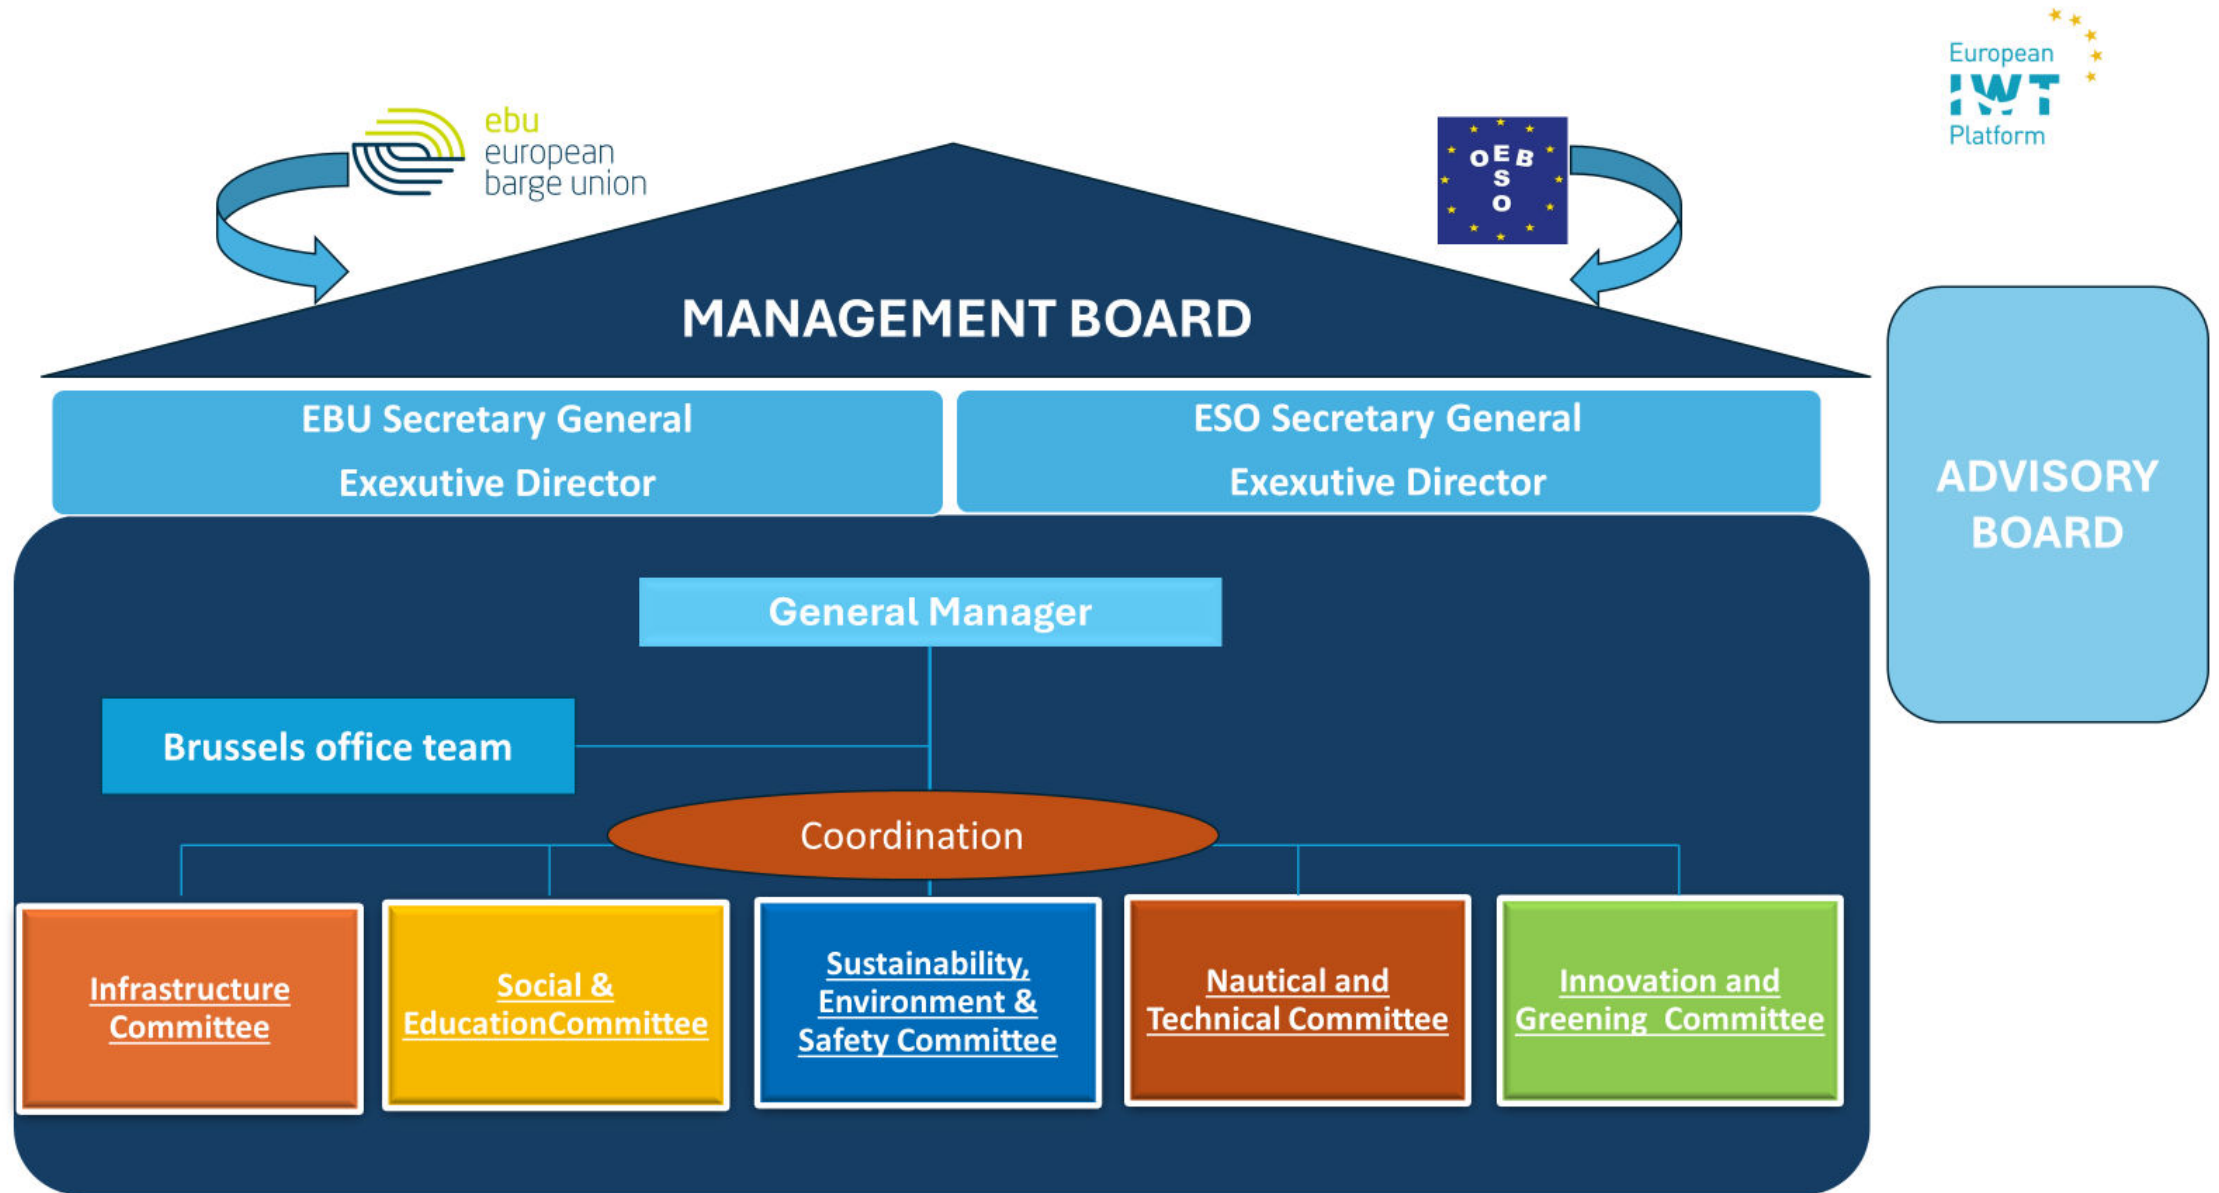 European
IWT
Platform
ebu
european
barge union
OEB
S
O
MANAGEMENT BOARD
EBU Secretary General
Exexutive Director
ESO Secretary General
Exexutive Director
ADVISORY
BOARD
General Manager
Brussels office team
Coordination
Infrastructure
Committee
Social &
EducationCommittee
Sustainability,
Environment &
Safety Committee
Nautical and
Technical Committee
Innovation and
Greening  Committee